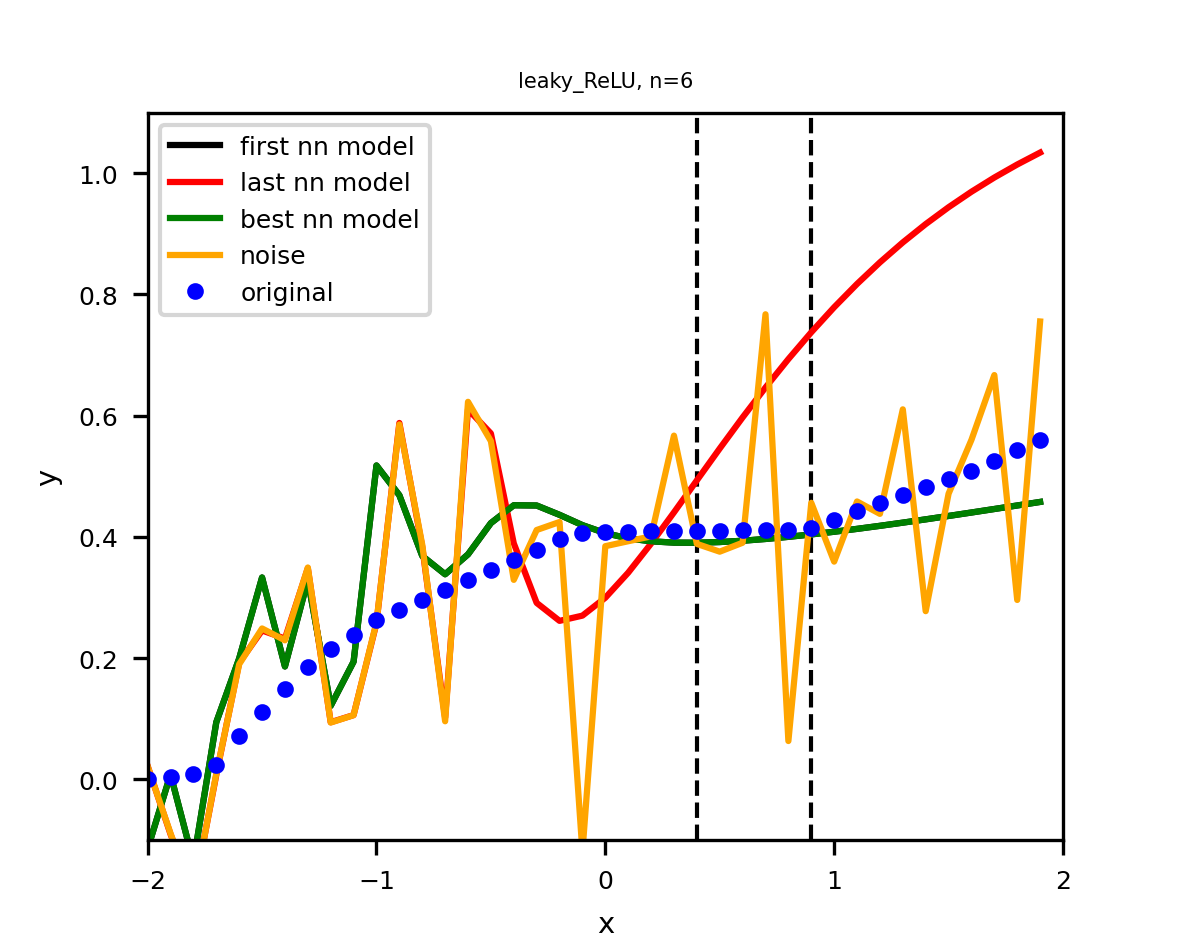 leaky_ReLU, n=6
first nn model
last nn model
best nn model
noise
original
y
1.0
0.8
0.6
0.4
0.2
0.0
−2 −1 0 1 2
x